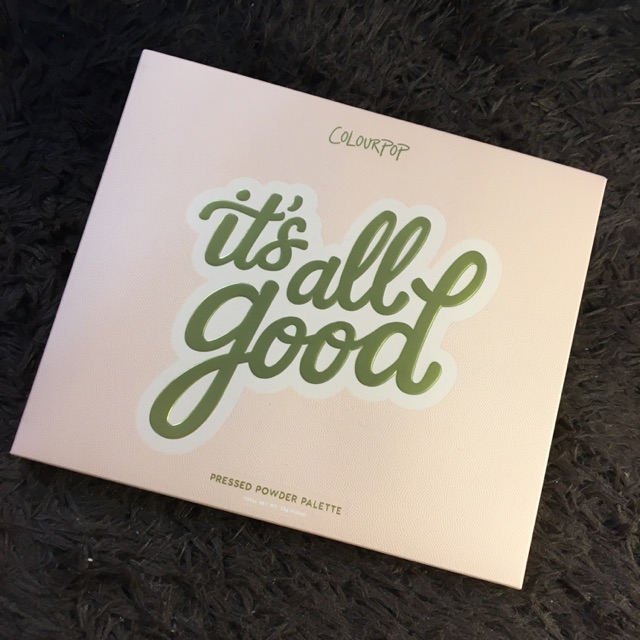 COLOURPOP
it's all
good
PRESSED POWDER PALETTE